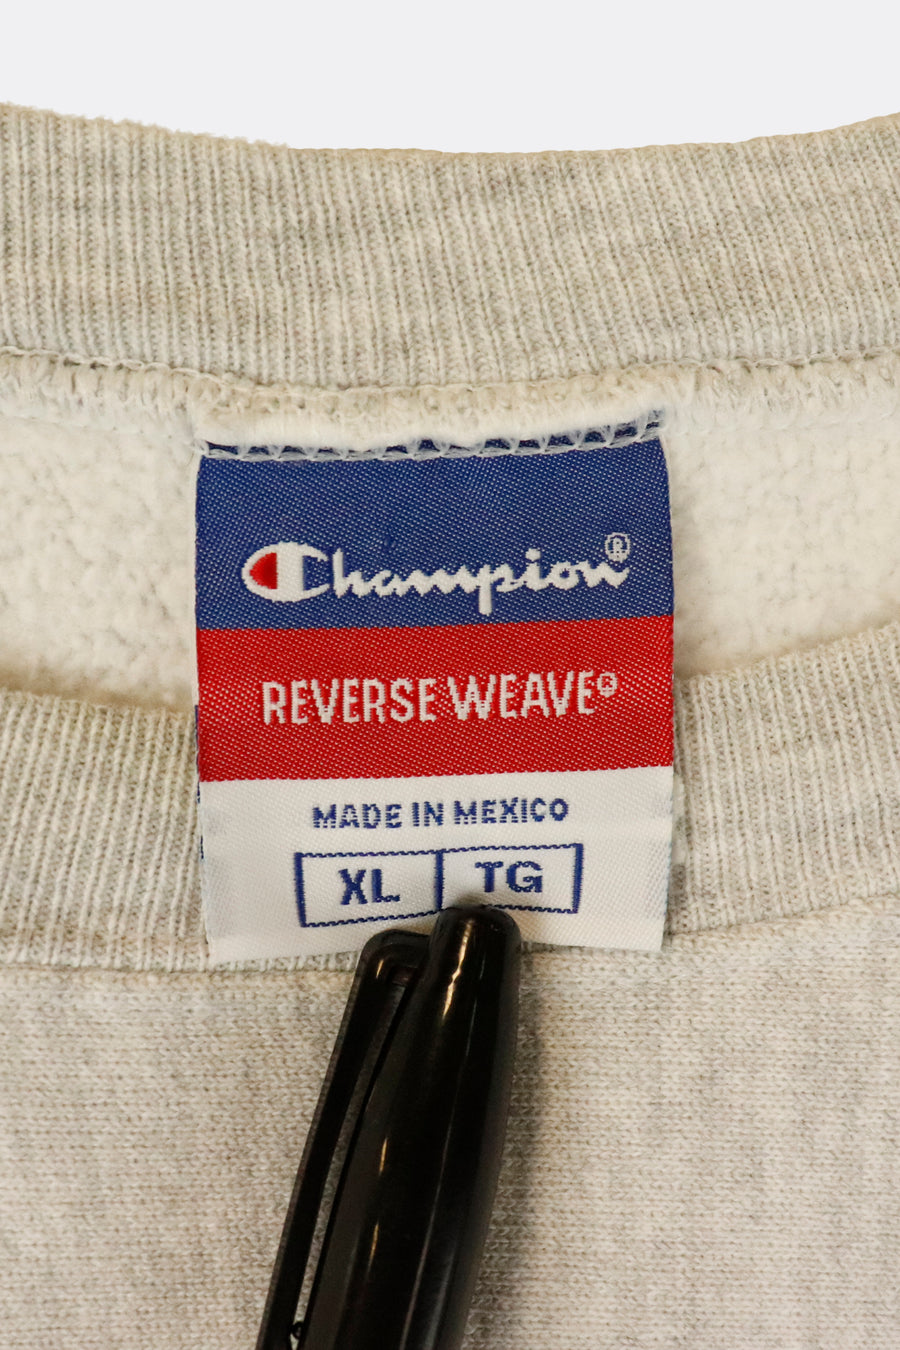 Champion®
REVERSE WEAVE®
MADE IN MEXICO
XL TG